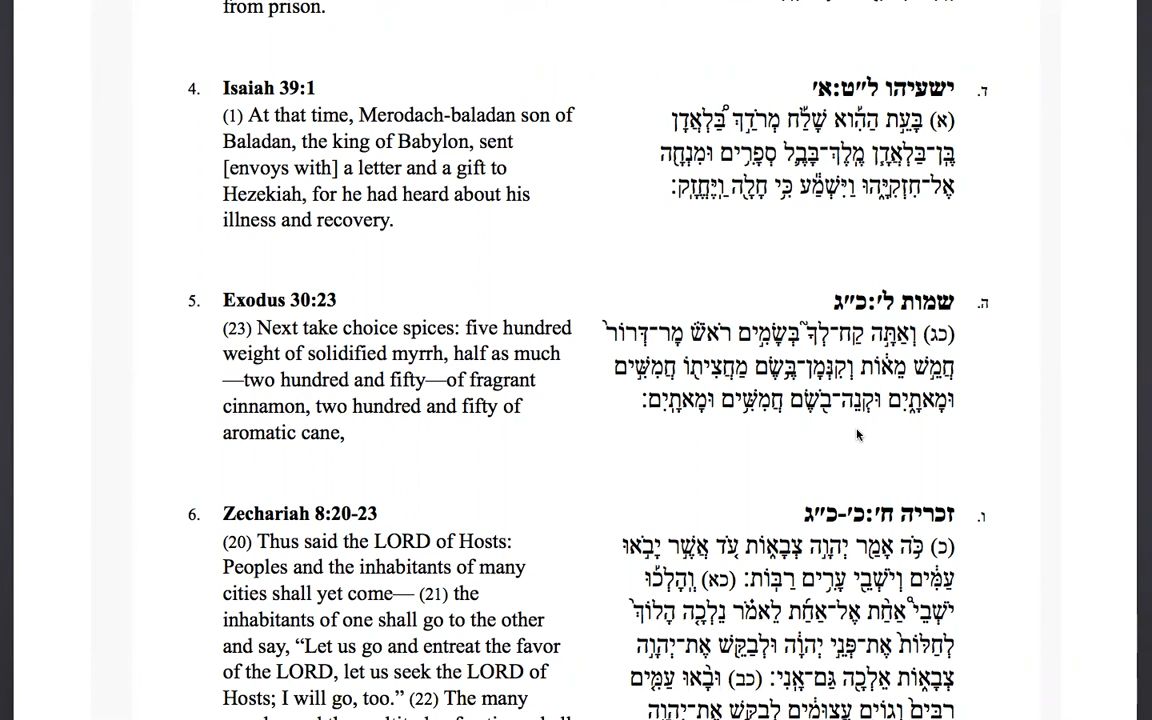 from prison.
4. Isaiah 39:1
(1) At that time, Merodach-baladan son of
Baladan, the king of Babylon, sent
[envoys with] a letter and a gift to
Hezekiah, for he had heard about his
illness and recovery.
ד. ישעיהו ל״ט:א׳
(א) בָּעֵ֣ת הַהִ֡וא שָׁלַ֡ח מְרֹדַ֣ךְ בַּ֠לְאֲדָן
בֶּֽן־בַּלְאֲדָ֧ן מֶֽלֶךְ־בָּבֶ֛ל סְפָרִ֥ים וּמִנְחָ֖ה
אֶל־חִזְקִיָּ֑הוּ וַיִּשְׁמַ֕ע כִּ֥י חָלָ֖ה וַֽיֶּחֱזָֽק׃
5. Exodus 30:23
(23) Next take choice spices: five hundred
weight of solidified myrrh, half as much
—two hundred and fifty—of fragrant
cinnamon, two hundred and fifty of
aromatic cane,
ה. שמות ל׳:כ״ג
(כג) וְאַתָּ֣ה קַח־לְךָ֮ בְּשָׂמִ֣ים רֹאשׁ֒ מָר־דְּרוֹר֙
חֲמֵ֣שׁ מֵא֔וֹת וְקִנְּמָן־בֶּ֥שֶׂם מַחֲצִית֖וֹ חֲמִשִּׁ֣ים
וּמָאתָ֑יִם וּקְנֵה־בֹ֖שֶׂם חֲמִשִּׁ֥ים וּמָאתָֽיִם׃
6. Zechariah 8:20-23
(20) Thus said the LORD of Hosts:
Peoples and the inhabitants of many
cities shall yet come— (21) the
inhabitants of one shall go to the other
and say, “Let us go and entreat the favor
of the LORD, let us seek the LORD of
Hosts; I will go, too.” (22) The many
ו. זכריה ח׳:כ׳-כ״ג
(כ) כֹּ֥ה אָמַ֖ר יְהוָ֣ה צְבָא֑וֹת עֹ֚ד אֲשֶׁ֣ר יָבֹ֣אוּ
עַמִּ֔ים וְיֹשְׁבֵ֖י עָרִ֥ים רַבּֽוֹת׃ (כא) וְֽהָלְכ֡וּ
יֹשְׁבֵי֩ אַחַ֨ת אֶל־אַחַ֜ת לֵאמֹ֗ר נֵלְכָ֤ה הָלוֹךְ֙
לְחַלּוֹת֙ אֶת־פְּנֵ֣י יְהוָ֔ה וּלְבַקֵּ֖שׁ אֶת־יְהוָ֣ה
צְבָא֑וֹת אֵלְכָ֖ה גַּם־אָֽנִי׃ (כב) וּבָ֨אוּ עַמִּ֤ים
רַבִּים֙ וְגוֹיִ֣ם עֲצוּמִ֔ים לְבַקֵּ֛שׁ אֶת־יְהוָ֥ה